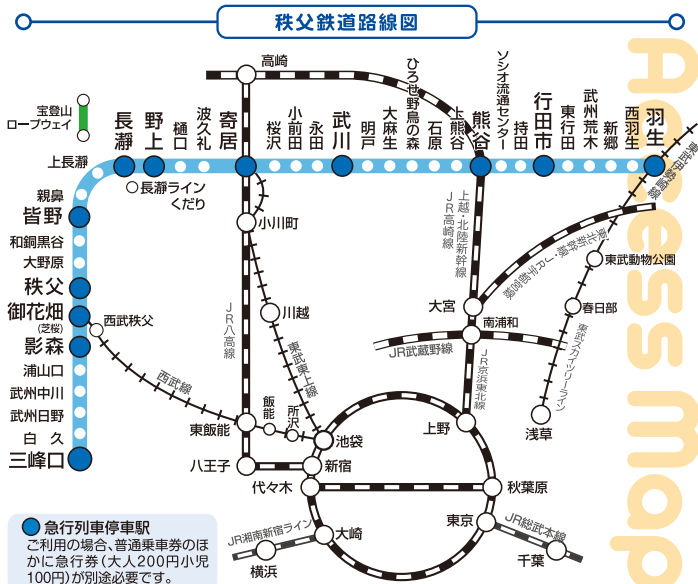 秩父鉄道路線図
Access Map
高崎
宝登山
ロープウェイ
長瀞
野上
樋口
波久礼
寄居
桜沢
小前田
永田
武川
明戸
大麻生
ひろせ野鳥の森
石原
上熊谷
熊谷
ソシオ流通センター
持田
行田市
東行田
武州荒木
新郷
西羽生
羽生
東武伊勢崎線
上長瀞
長瀞ライン
くだり
親鼻
皆野
和銅黒谷
大野原
秩父
御花畑
(芝桜)
西武秩父
影森
浦山口
武州中川
武州日野
白久
三峰口
小川町
川越
JR八高線
東武東上線
西武線
東飯能
飯能
所沢
池袋
八王子
新宿
代々木
上越・北陸新幹線
JR高崎線
東北新幹線・JR宇都宮線
大宮
南浦和
JR武蔵野線
JR京浜東北線
東武動物公園
春日部
東武スカイツリーライン
浅草
上野
秋葉原
東京
JR総武本線
千葉
大崎
JR湘南新宿ライン
横浜
急行列車停車駅
ご利用の場合、普通乗車券のほ
かに急行券(大人200円小児
100円)が別途必要です。